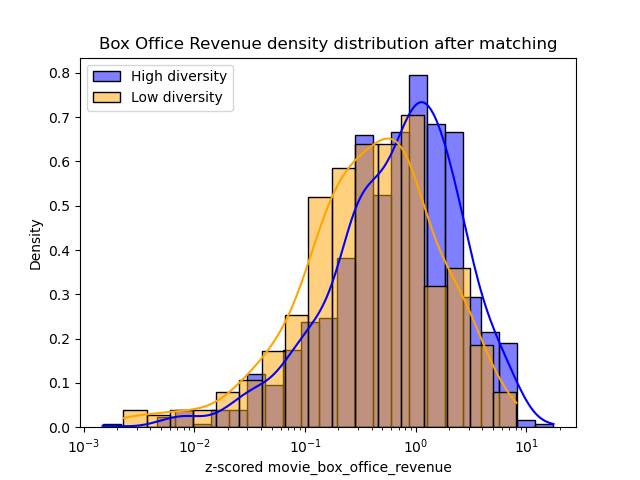 Box Office Revenue density distribution after matching
High diversity
Low diversity
Density
0.8
0.7
0.6
0.5
0.4
0.3
0.2
0.1
0.0
10⁻³
10⁻²
10⁻¹
10⁰
10¹
z-scored movie_box_office_revenue